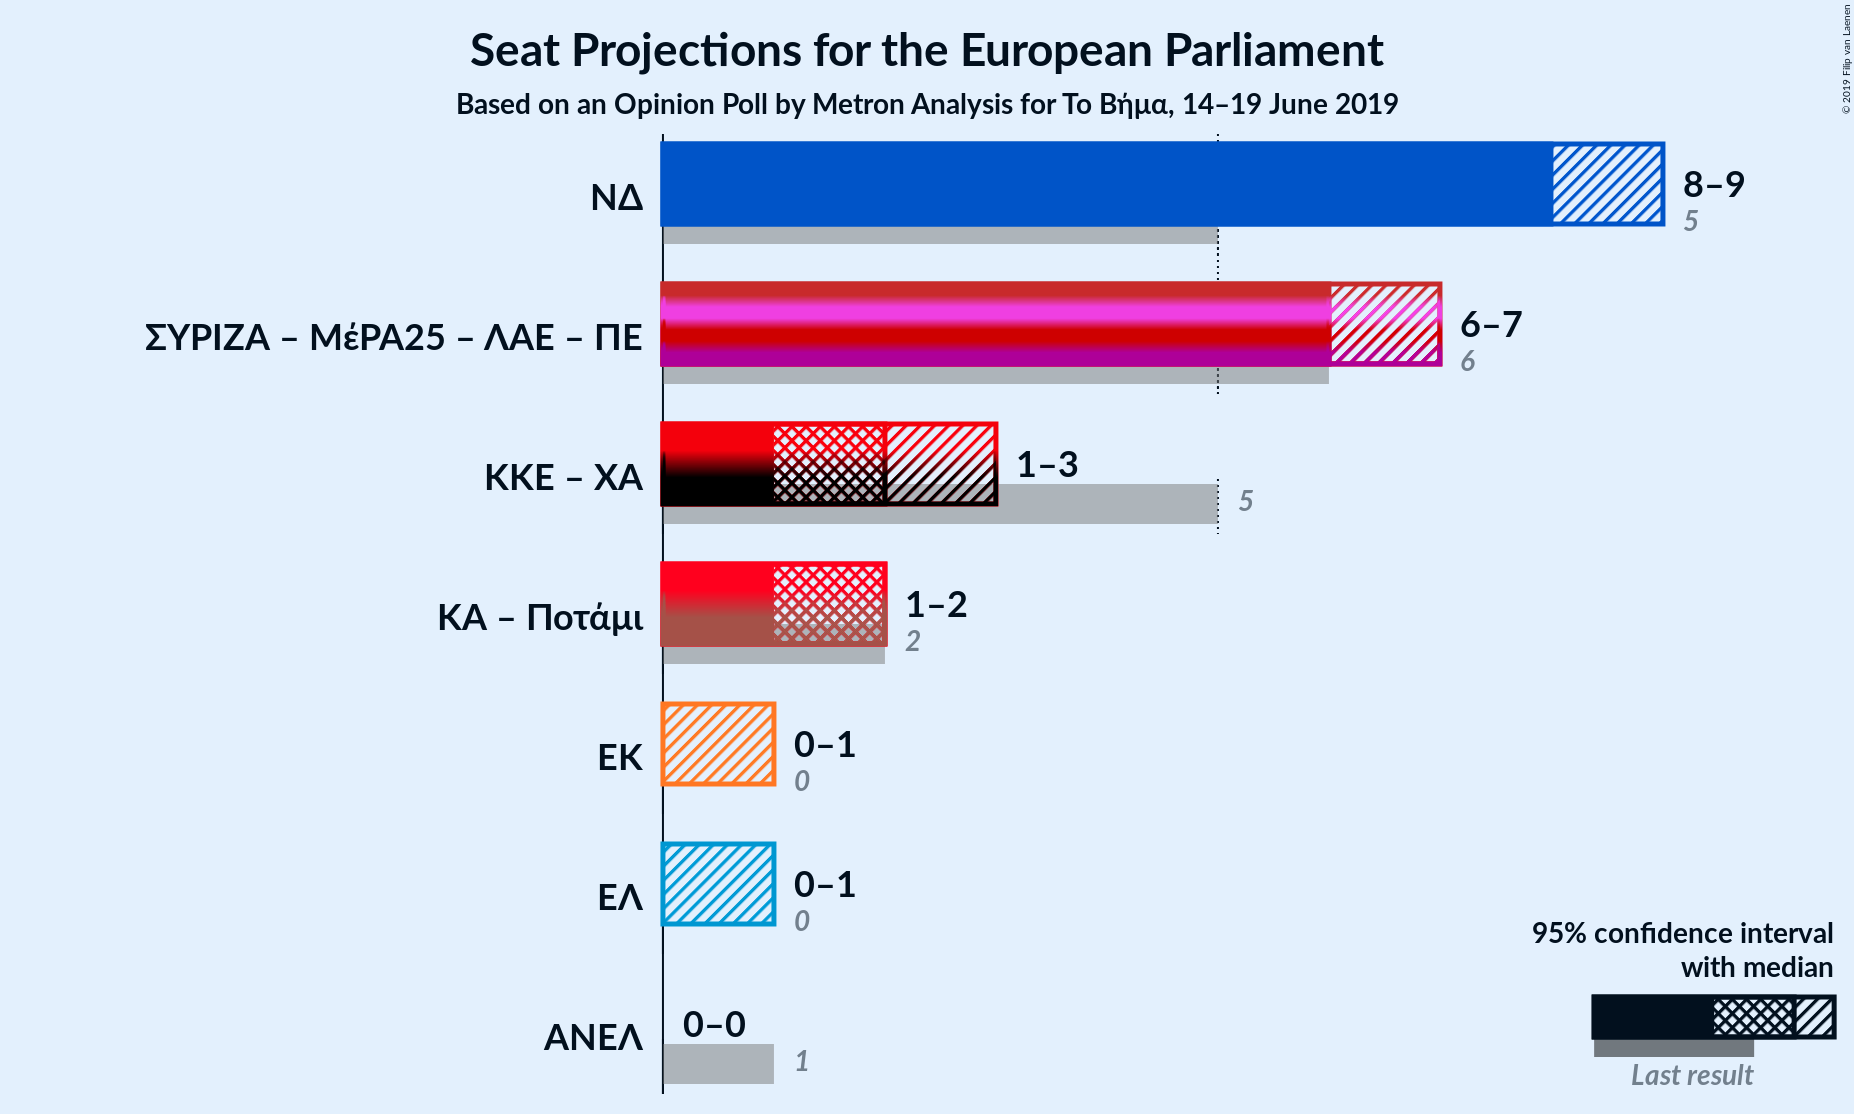 Seat Projections for the European Parliament
Based on an Opinion Poll by Metron Analysis for Το Βήμα, 14–19 June 2019
© 2019 Filip van Laenen
ΝΔ
8–9
5
ΣΥΡΙΖΑ – ΜέΡΑ25 – ΛΑΕ – ΠΕ
6–7
6
ΚΚΕ – ΧΑ
1–3
5
ΚΑ – Ποτάμι
1–2
2
ΕΚ
0–1
0
ΕΛ
0–1
0
ΑΝΕΛ
0–0
1
95% confidence interval
with median
Last result